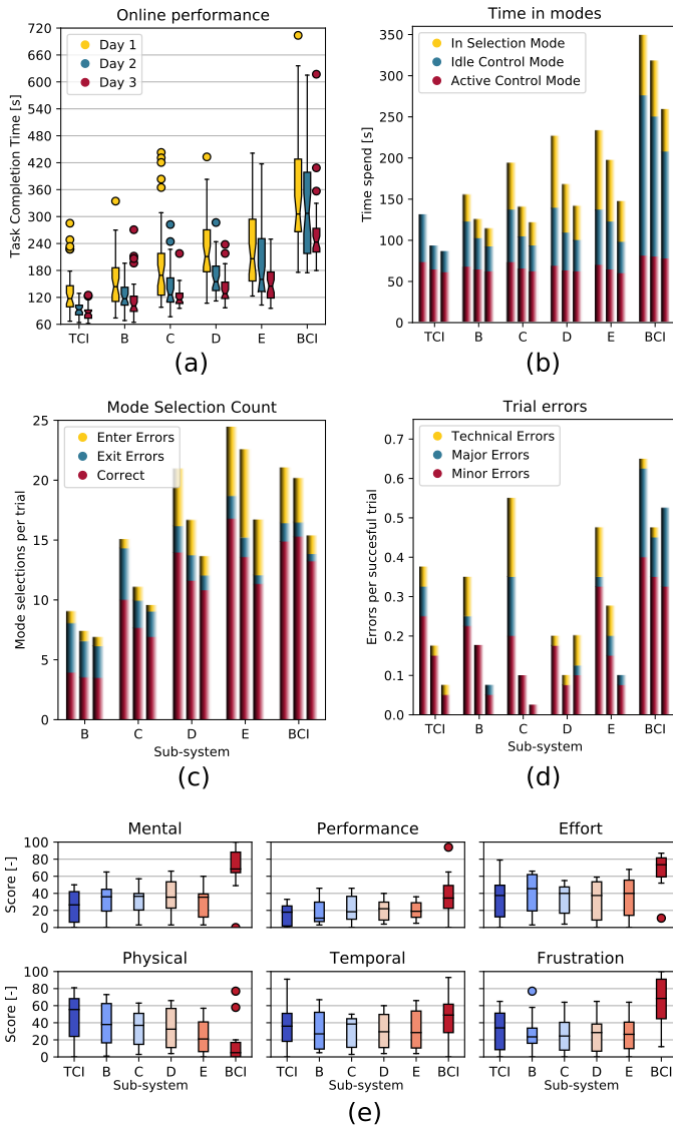 Online performance
Task Completion Time [s]
720
660
600
540
480
420
360
300
240
180
120
60
Day 1
Day 2
Day 3
TCI B C D E BCI
(a)
Time in modes
Time spend [s]
350
300
250
200
150
100
50
0
In Selection Mode
Idle Control Mode
Active Control Mode
TCI B C D E BCI
(b)
Mode Selection Count
Mode selections per trial
25
20
15
10
5
0
Enter Errors
Exit Errors
Correct
B C D E BCI
Sub-system
(c)
Trial errors
Errors per succesful trial
0.7
0.6
0.5
0.4
0.3
0.2
0.1
0.0
Technical Errors
Major Errors
Minor Errors
TCI B C D E BCI
Sub-system
(d)
Mental Performance Effort
Score [-]
100
80
60
40
20
0
Physical Temporal Frustration
Score [-]
100
80
60
40
20
0
TCI B C D E BCI TCI B C D E BCI TCI B C D E BCI
Sub-system Sub-system Sub-system
(e)